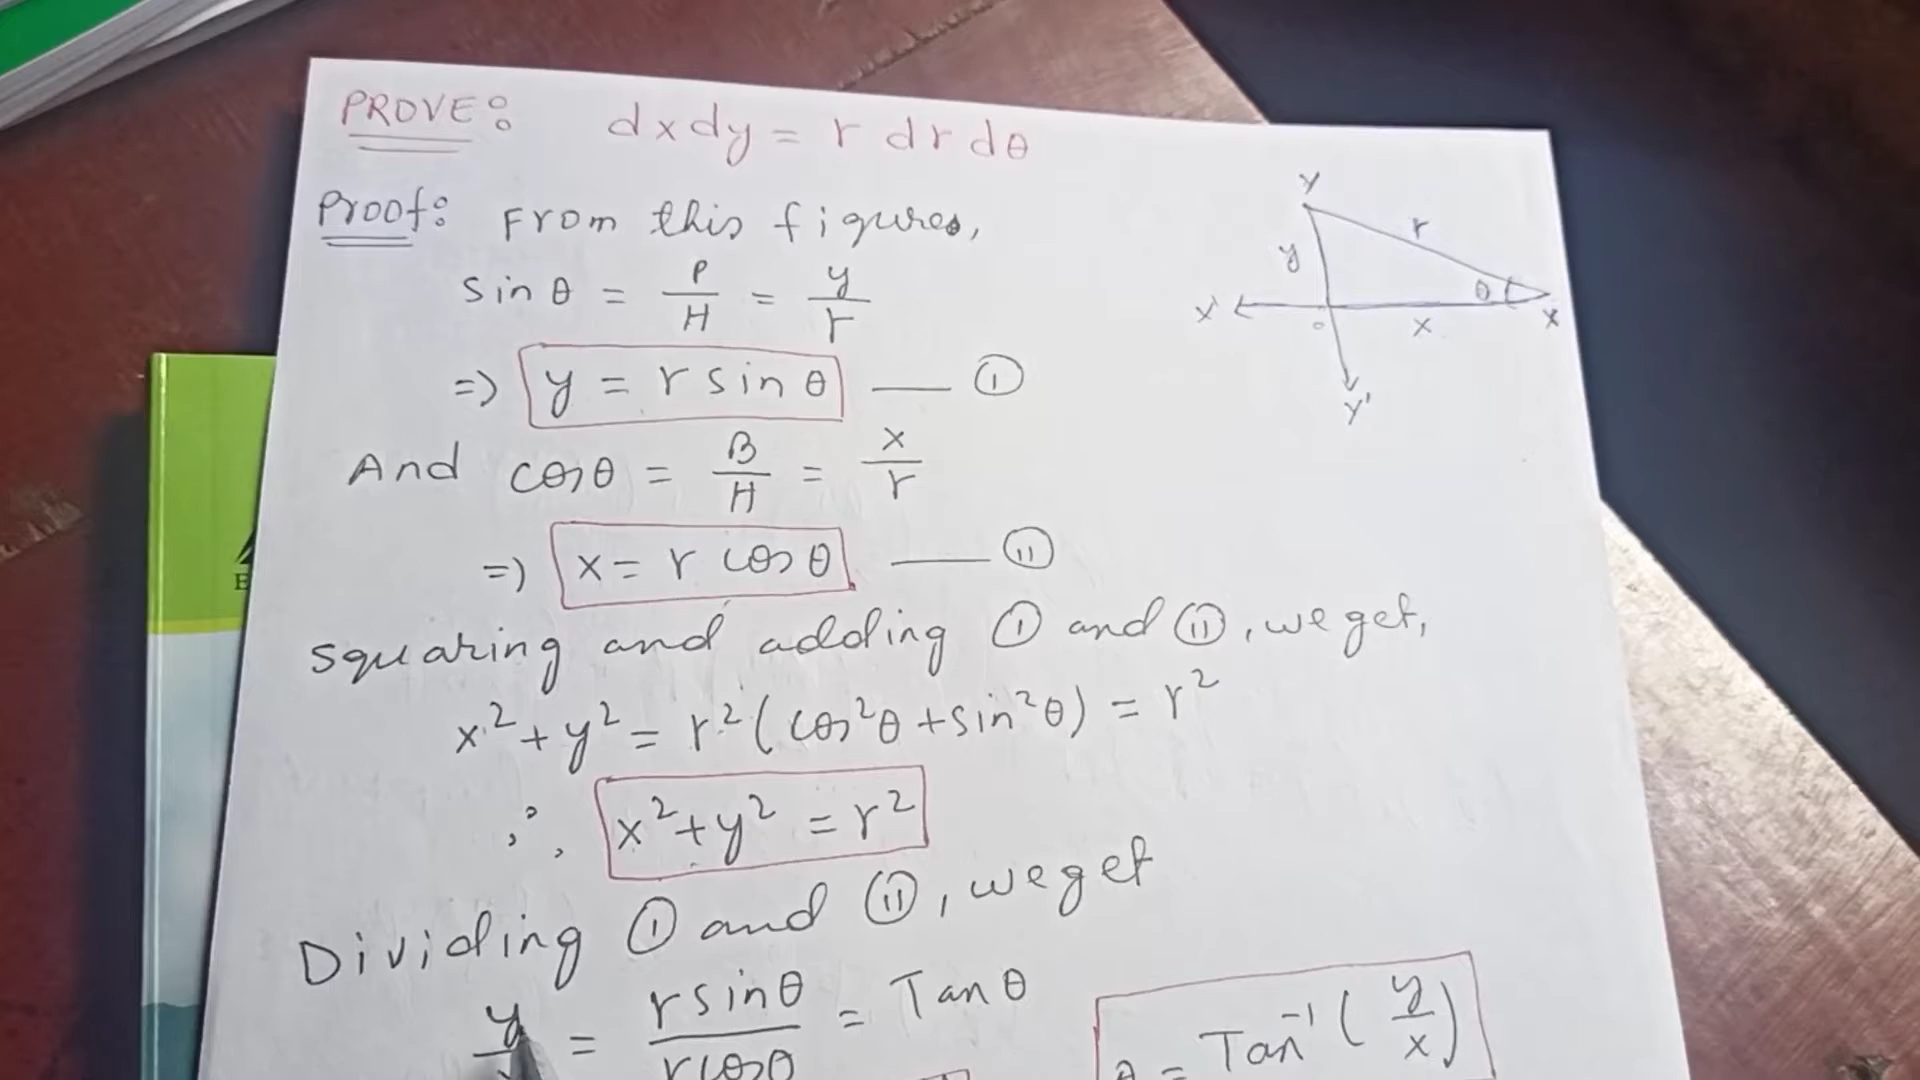 PROVE: dxdy = r dr dθ
Proof: From this figures,
sin θ = P/H = y/r
=> y = r sin θ —— (I)
And cos θ = B/H = x/r
=> x = r cos θ —— (II)
squaring and adding (I) and (II), we get,
x² + y² = r² (cos²θ + sin²θ) = r²
∴ x² + y² = r²
Dividing (I) and (II), we get
y = r sin θ / r cos θ = Tan θ
θ = Tan⁻¹ (y/x)
Y
r
y
θ
X'
o
x
X
Y'